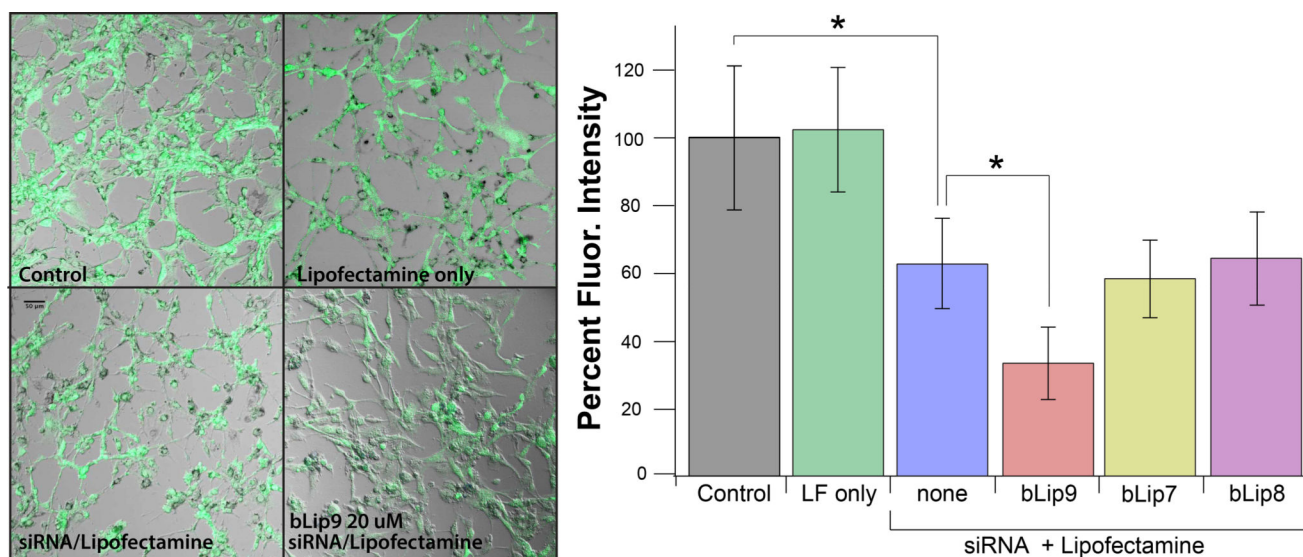 Control
Lipofectamine only
50 µm
siRNA/Lipofectamine
bLip9 20 uM
siRNA/Lipofectamine
Percent Fluor. Intensity
120
100
80
60
40
20
0
*
*
Control
LF only
none
bLip9
bLip7
bLip8
siRNA + Lipofectamine